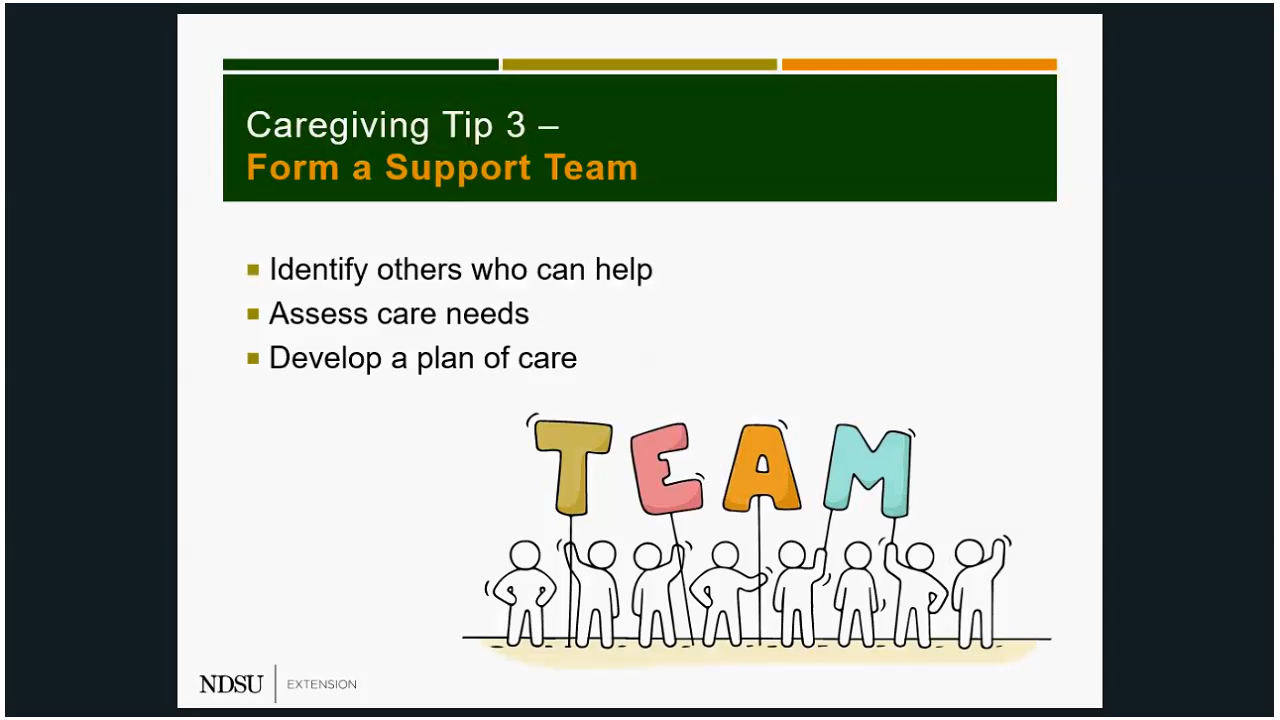 Caregiving Tip 3 –
Form a Support Team
Identify others who can help
Assess care needs
Develop a plan of care
TEAM
NDSU EXTENSION